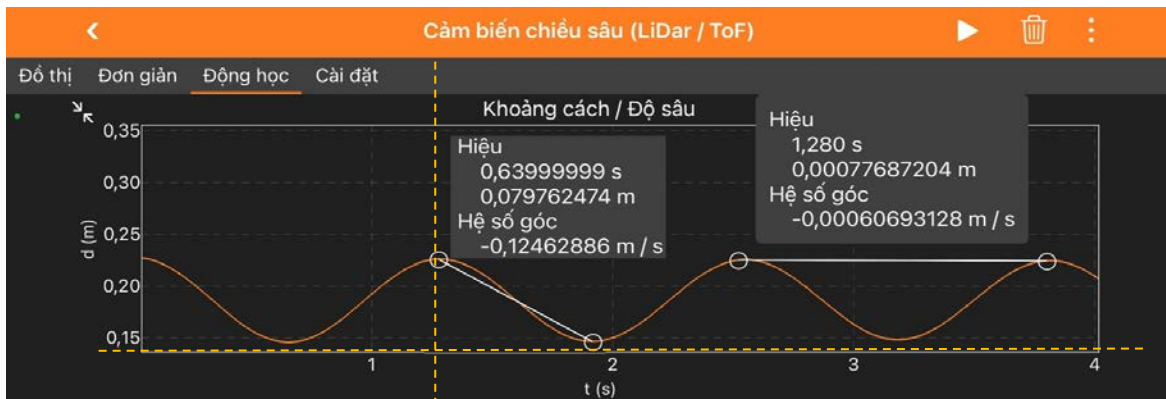 Cảm biến chiều sâu (LiDar / ToF)
Đồ thị Đơn giản Động học Cài đặt
Khoảng cách / Độ sâu
Hiệu
0,63999999 s
0,079762474 m
Hệ số góc
-0,12462886 m / s
Hiệu
1,280 s
0,00077687204 m
Hệ số góc
-0,00060693128 m / s
d (m)
0,35
0,30
0,25
0,20
0,15
1 2 3 4
t (s)